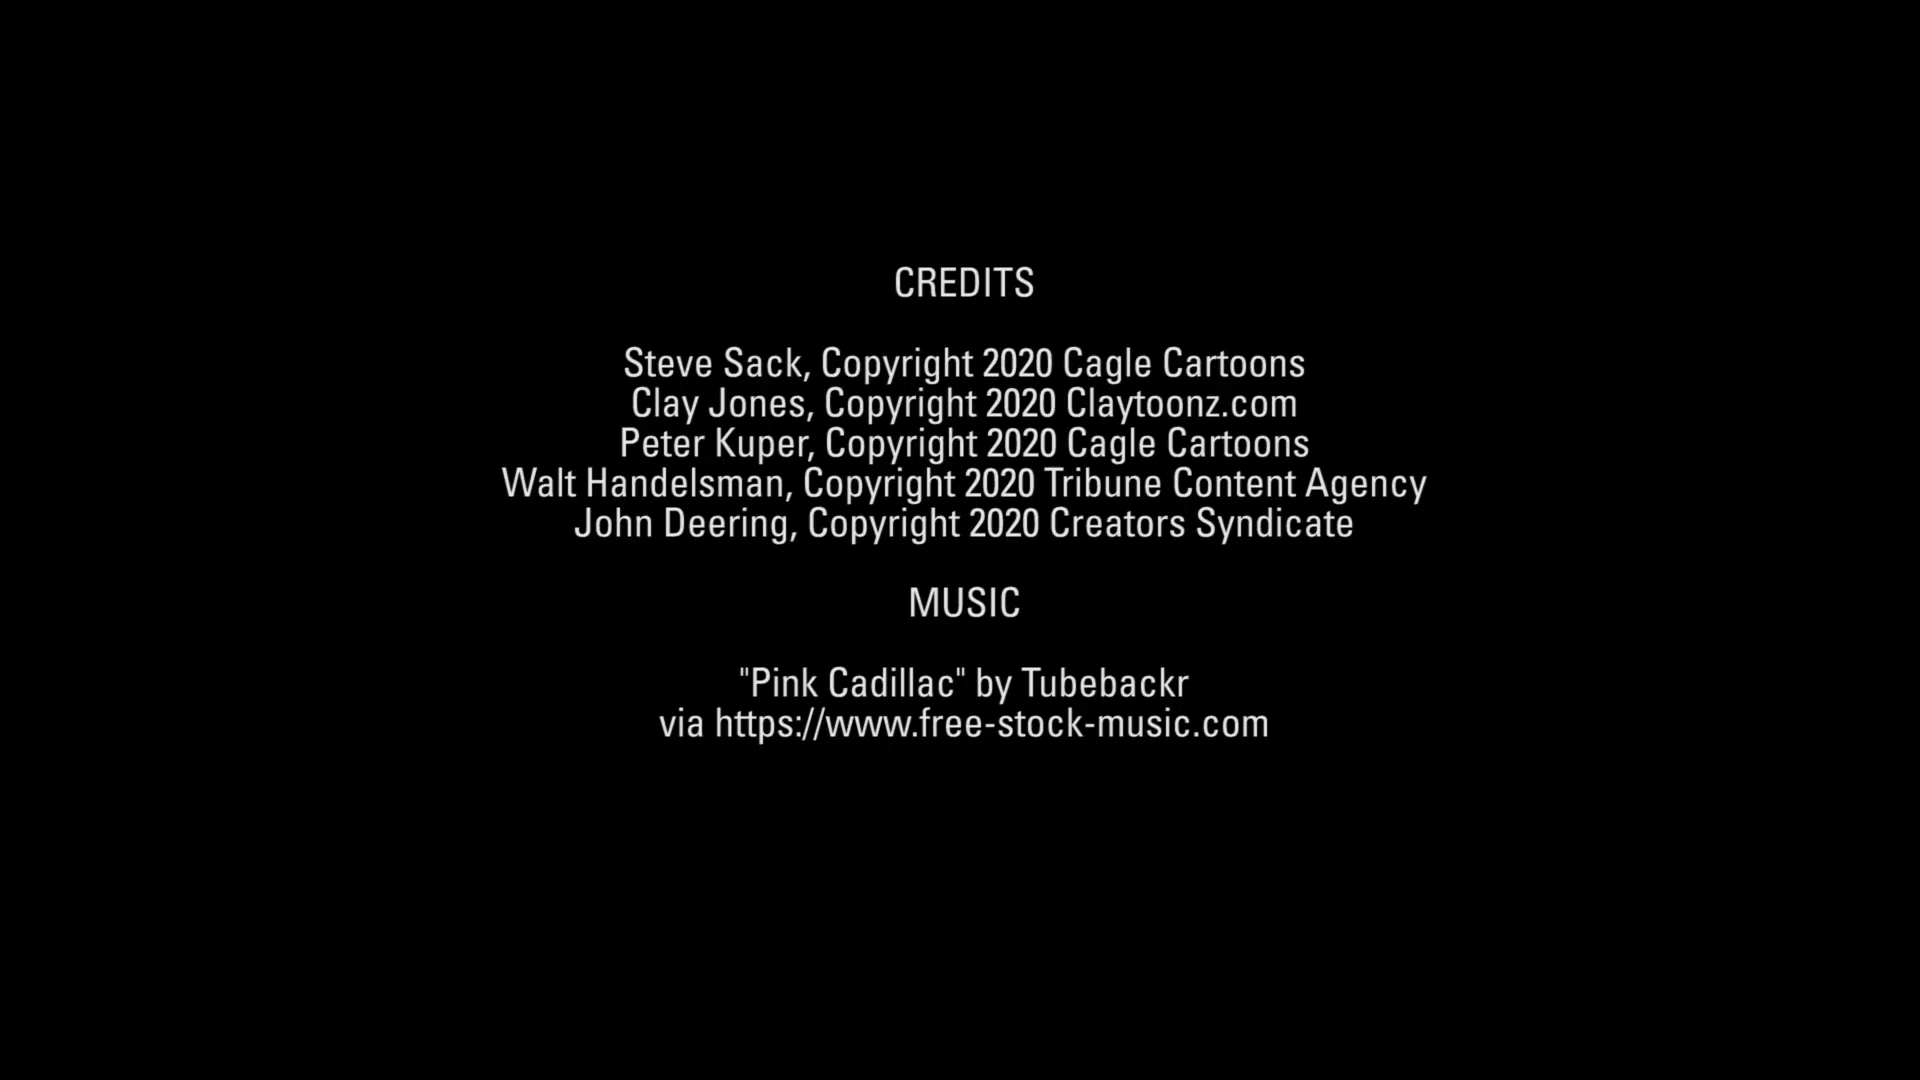 CREDITS
Steve Sack, Copyright 2020 Cagle Cartoons
Clay Jones, Copyright 2020 Claytoonz.com
Peter Kuper, Copyright 2020 Cagle Cartoons
Walt Handelsman, Copyright 2020 Tribune Content Agency
John Deering, Copyright 2020 Creators Syndicate
MUSIC
"Pink Cadillac" by Tubebackr
via https://www.free-stock-music.com